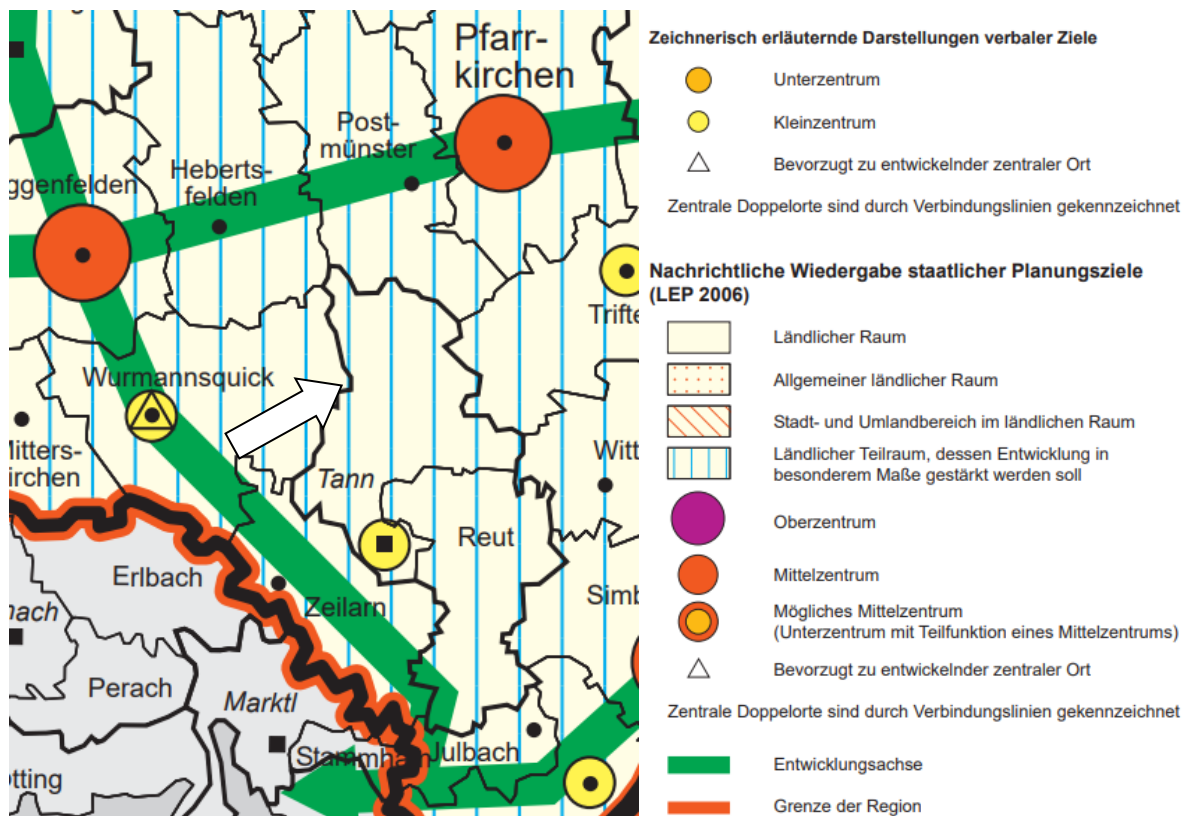 Pfarr-
kirchen
Post-
münster
Heberts-
felden
ggenfelden
Trifte
Wurmannsquick
Mitters-
kirchen
Witt
Tann
Reut
Erlbach
Simb
nach
Zeilarn
Perach
Marktl
Stammham
Julbach
tting
Zeichnerisch erläuternde Darstellungen verbaler Ziele
Unterzentrum
Kleinzentrum
Bevorzugt zu entwickelnder zentraler Ort
Zentrale Doppelorte sind durch Verbindungslinien gekennzeichnet
Nachrichtliche Wiedergabe staatlicher Planungsziele
(LEP 2006)
Ländlicher Raum
Allgemeiner ländlicher Raum
Stadt- und Umlandbereich im ländlichen Raum
Ländlicher Teilraum, dessen Entwicklung in
besonderem Maße gestärkt werden soll
Oberzentrum
Mittelzentrum
Mögliches Mittelzentrum
(Unterzentrum mit Teilfunktion eines Mittelzentrums)
Bevorzugt zu entwickelnder zentraler Ort
Zentrale Doppelorte sind durch Verbindungslinien gekennzeichnet
Entwicklungsachse
Grenze der Region